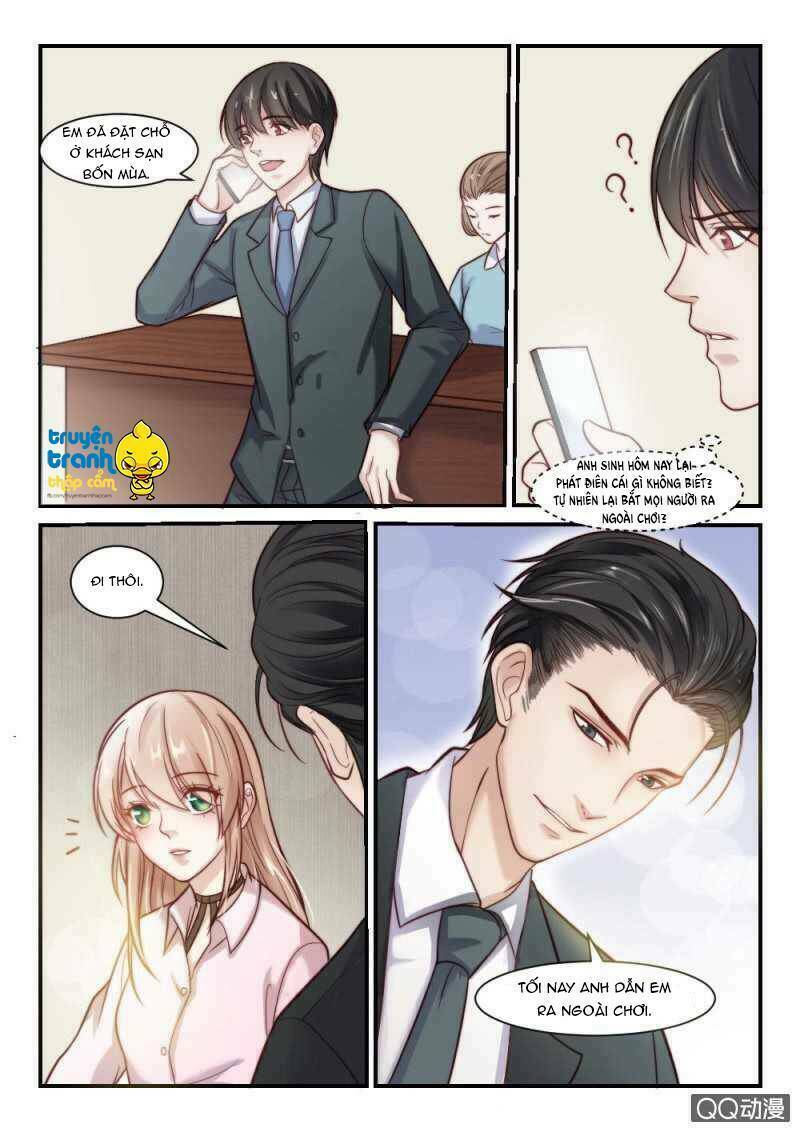 EM ĐÃ ĐẶT CHỖ
Ở KHÁCH SẠN
BỐN MÙA.
?
?
truyện
tranh
thập cẩm
ANH SINH HÔM NAY LẠI
PHÁT ĐIÊN CÁI GÌ KHÔNG BIẾT?
TỰ NHIÊN LẠI BẮT MỌI NGƯỜI RA
NGOÀI CHƠI?
ĐI THÔI.
TỐI NAY ANH DẪN EM
RA NGOÀI CHƠI.
QQ动漫